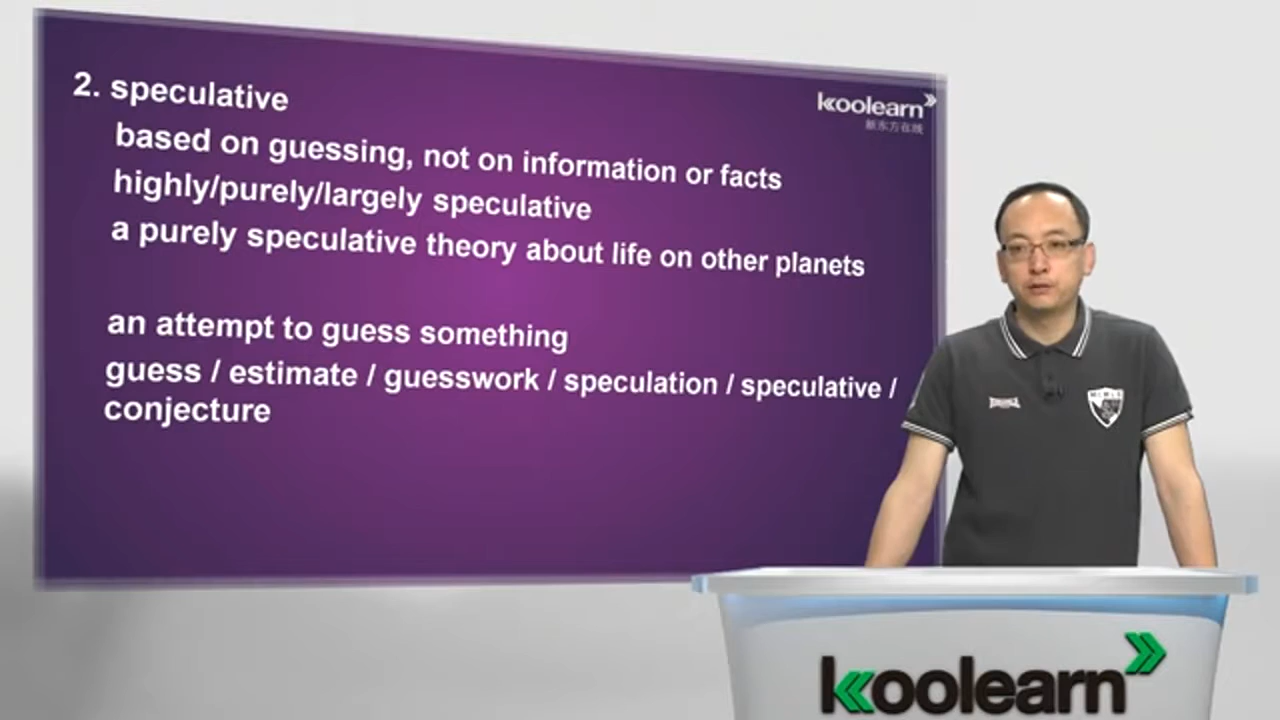 2. speculative
based on guessing, not on information or facts
highly/purely/largely speculative
a purely speculative theory about life on other planets
an attempt to guess something
guess / estimate / guesswork / speculation / speculative /
conjecture
koolearn
新东方在线
koolearn